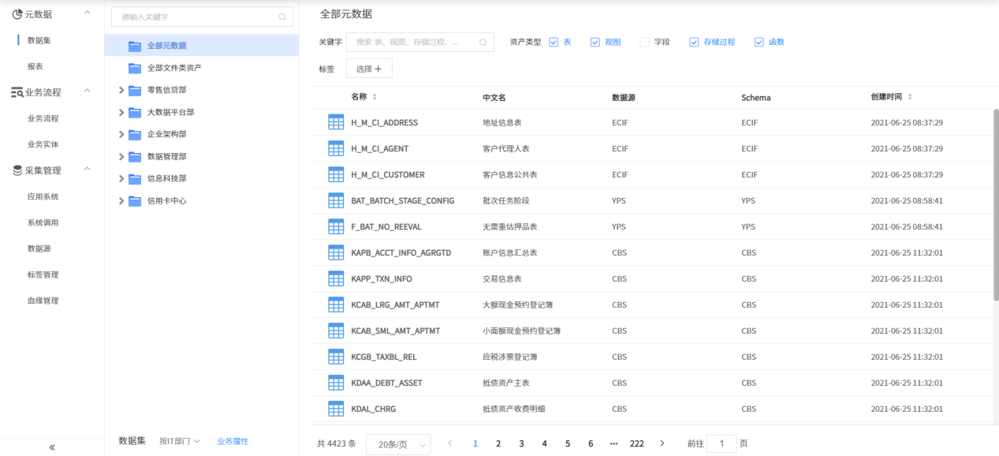 元数据
数据集
报表
业务流程
业务流程
业务实体
采集管理
应用系统
系统调用
数据源
标签管理
血缘管理
«
请输入关键字
全部元数据
全部文件类资产
零售信贷部
大数据平台部
企业架构部
数据管理部
信息科技部
信用卡中心
数据集 按IT部门 业务属性
全部元数据
关键字 搜索 表、视图、存储过程、... 资产类型 表 视图 字段 存储过程 函数
标签 选择 +
名称 中文名 数据源 Schema 创建时间
H_M_CI_ADDRESS 地址信息表 ECIF ECIF 2021-06-25 08:37:29
H_M_CI_AGENT 客户代理人表 ECIF ECIF 2021-06-25 08:37:29
H_M_CI_CUSTOMER 客户信息公共表 ECIF ECIF 2021-06-25 08:37:29
BAT_BATCH_STAGE_CONFIG 批次任务阶段 YPS YPS 2021-06-25 08:58:41
F_BAT_NO_REEVAL 无需重估押品表 YPS YPS 2021-06-25 08:58:41
KAPB_ACCT_INFO_AGRGTD 账户信息汇总表 CBS CBS 2021-06-25 11:32:01
KAPP_TXN_INFO 交易信息表 CBS CBS 2021-06-25 11:32:01
KCAB_LRG_AMT_APTMT 大额现金预约登记簿 CBS CBS 2021-06-25 11:32:01
KCAB_SML_AMT_APTMT 小面额现金预约登记簿 CBS CBS 2021-06-25 11:32:01
KCGB_TAXBL_REL 应税涉票登记簿 CBS CBS 2021-06-25 11:32:01
KDAA_DEBT_ASSET 抵债资产主表 CBS CBS 2021-06-25 11:32:01
KDAL_CHRG 抵债资产收费明细 CBS CBS 2021-06-25 11:32:01
共 4423 条 20条/页 < 1 2 3 4 5 6 ··· 222 > 前往 1 页